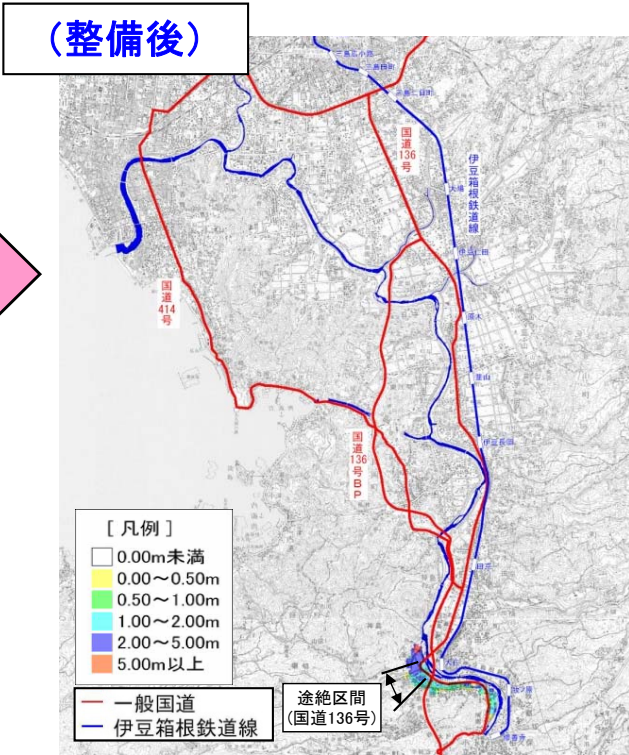 (整備後)
三島広小路
三島田町
三島二日町
国道136号
伊豆箱根鉄道線
大場
伊豆仁田
原木
韮山
国道414号
伊豆長岡
国道136号BP
田京
[ 凡例 ]
0.00m未満
0.00～0.50m
0.50～1.00m
1.00～2.00m
2.00～5.00m
5.00m以上
一般国道
伊豆箱根鉄道線
途絶区間
(国道136号)
大仁
牧ノ郷
修善寺